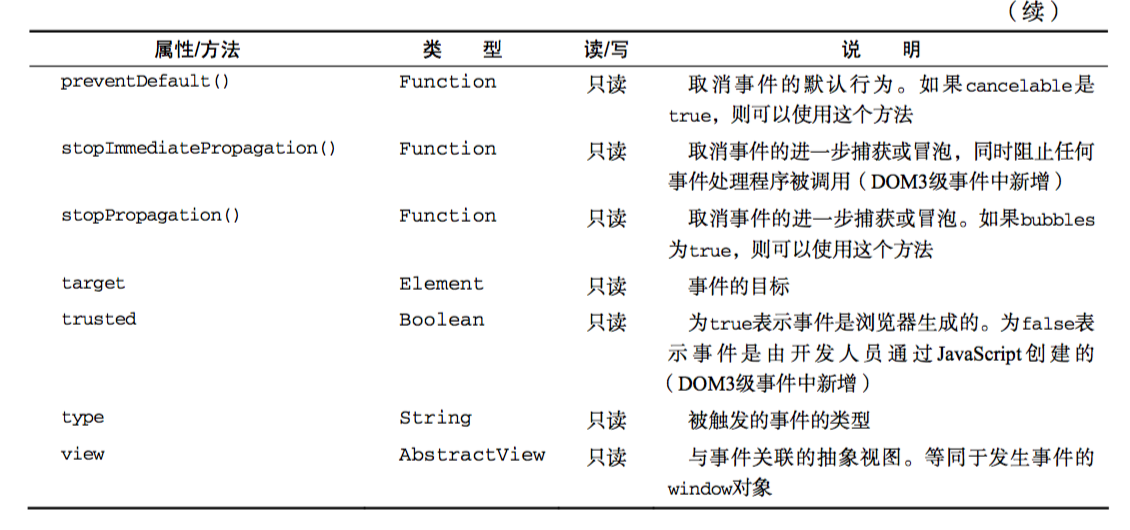 （续）
属性/方法 类 型 读/写 说 明
preventDefault() Function 只读 取消事件的默认行为。如果cancelable是
true，则可以使用这个方法
stopImmediatePropagation() Function 只读 取消事件的进一步捕获或冒泡，同时阻止任何
事件处理程序被调用（DOM3级事件中新增）
stopPropagation() Function 只读 取消事件的进一步捕获或冒泡。如果bubbles
为true，则可以使用这个方法
target Element 只读 事件的目标
trusted Boolean 只读 为true表示事件是浏览器生成的。为false表
示事件是由开发人员通过JavaScript创建的
（DOM3级事件中新增）
type String 只读 被触发的事件的类型
view AbstractView 只读 与事件关联的抽象视图。等同于发生事件的
window对象